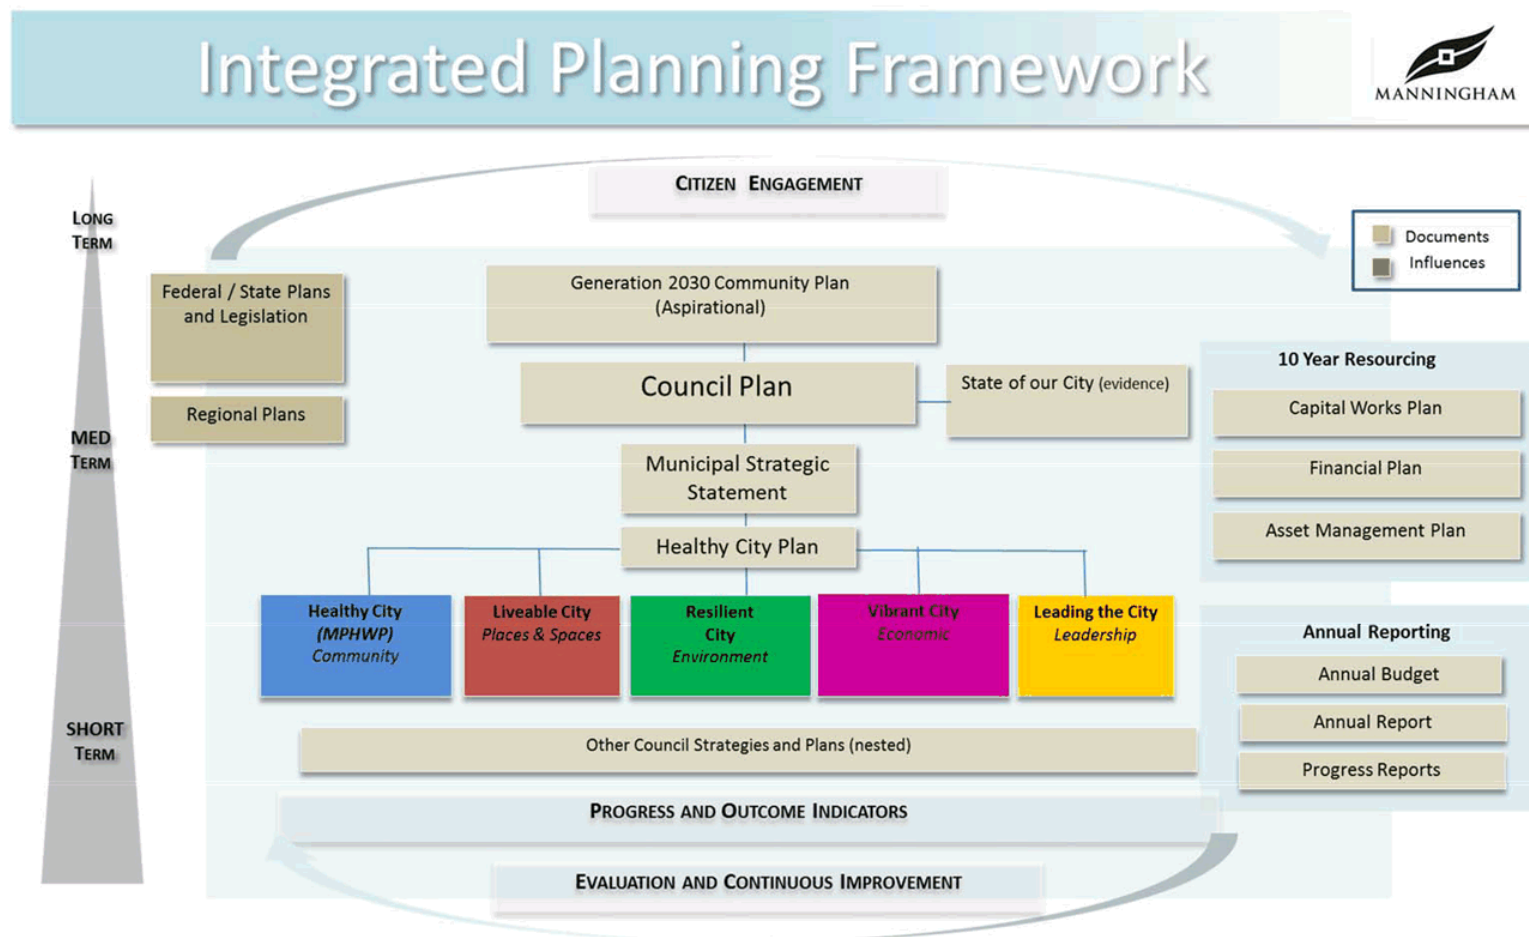 Integrated Planning Framework
MANNINGHAM
CITIZEN ENGAGEMENT
LONG
TERM
Documents
Influences
Federal / State Plans
and Legislation
Generation 2030 Community Plan
(Aspirational)
10 Year Resourcing
Council Plan
State of our City (evidence)
Capital Works Plan
Regional Plans
MED
TERM
Municipal Strategic
Statement
Financial Plan
Asset Management Plan
Healthy City Plan
Healthy City
(MPHWP)
Community
Liveable City
Places & Spaces
Resilient
City
Environment
Vibrant City
Economic
Leading the City
Leadership
Annual Reporting
Annual Budget
Annual Report
Progress Reports
SHORT
TERM
Other Council Strategies and Plans (nested)
PROGRESS AND OUTCOME INDICATORS
EVALUATION AND CONTINUOUS IMPROVEMENT